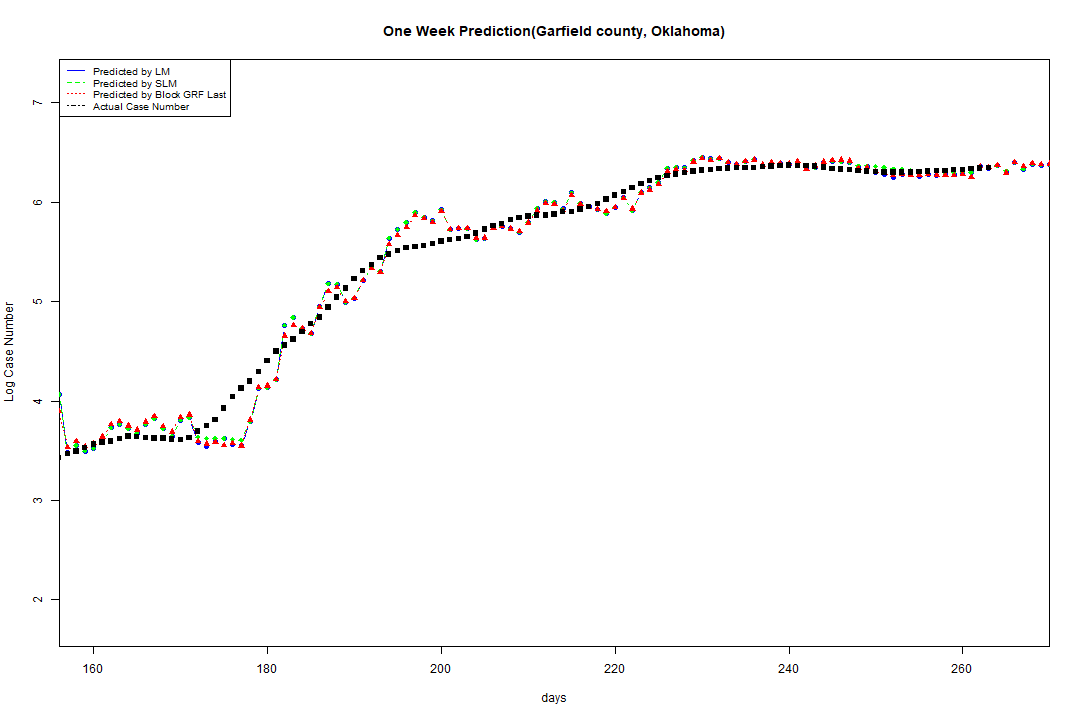 One Week Prediction(Garfield county, Oklahoma)
Predicted by LM
Predicted by SLM
Predicted by Block GRF Last
Actual Case Number
7
6
5
4
3
2
Log Case Number
160 180 200 220 240 260
days